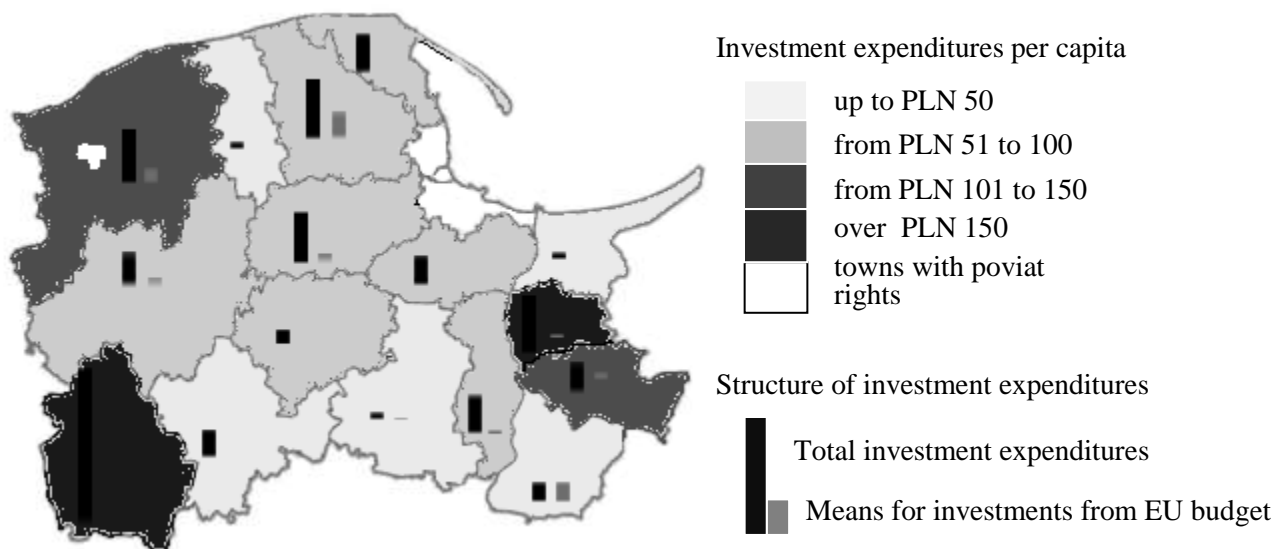 Investment expenditures per capita
up to PLN 50
from PLN 51 to 100
from PLN 101 to 150
over PLN 150
towns with poviat
rights
Structure of investment expenditures
Total investment expenditures
Means for investments from EU budget